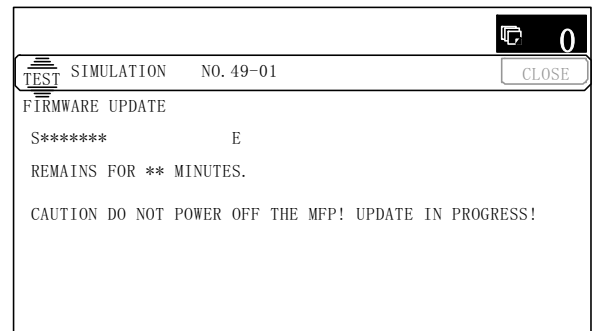 0
TEST SIMULATION NO. 49-01 CLOSE
FIRMWARE UPDATE
S******* E
REMAINS FOR ** MINUTES.
CAUTION DO NOT POWER OFF THE MFP! UPDATE IN PROGRESS!